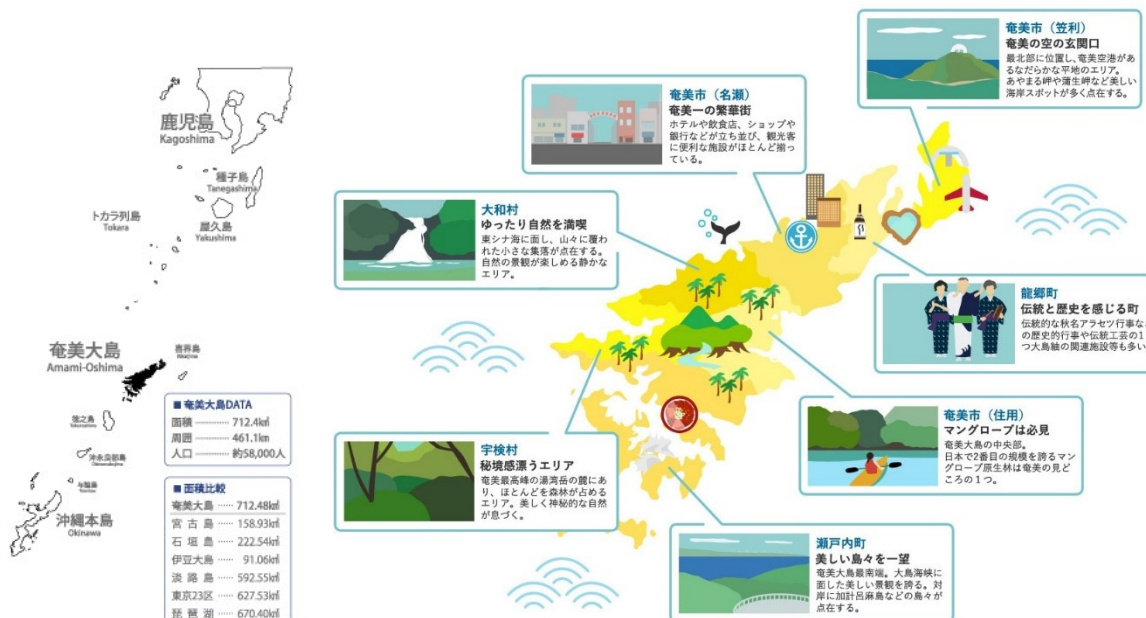 鹿児島
Kagoshima
種子島
Tanegashima
屋久島
Yakushima
トカラ列島
Tokara
奄美大島
Amami-Oshima
喜界島
徳之島
沖永良部島
与論島
沖縄本島
Okinawa
■ 奄美大島DATA
面積 ……… 712.4㎢
周囲 ……… 461.1km
人口 ……… 約58,000人
■ 面積比較
奄美大島 …… 712.48㎢
宮古島 …… 158.93㎢
石垣島 …… 222.54㎢
伊豆大島 …… 91.06㎢
淡路島 …… 592.55㎢
東京23区 …… 627.53㎢
琵琶湖 …… 670.40㎢
奄美市（笠利）
奄美の空の玄関口
最北部に位置し、奄美空港があ
るなだらかな平地のエリア。
あやまる岬や蒲生岬など美しい
海岸スポットが多く点在する。
奄美市（名瀬）
奄美一の繁華街
ホテルや飲食店、ショップや
銀行などが立ち並び、観光客
に便利な施設がほとんど揃っ
ている。
大和村
ゆったり自然を満喫
東シナ海に面し、山々に覆わ
れた小さな集落が点在する。
自然の景観が楽しめる静かな
エリア。
龍郷町
伝統と歴史を感じる町
伝統的な秋名アラセツ行事な
の歴史的行事や伝統工芸の1
つ大島紬の関連施設等も多い
奄美市（住用）
マングローブは必見
奄美大島の中央部。
日本で2番目の規模を誇るマン
グローブ原生林は奄美の見ど
ころの１つ。
宇検村
秘境感漂うエリア
奄美最高峰の湯湾岳の麓にあ
り、ほとんどを森林が占める
エリア。美しく神秘的な自然
が息づく。
瀬戸内町
美しい島々を一望
奄美大島最南端。大島海峡に
面した美しい景観を誇る。対
岸に加計呂麻島などの島々が
点在する。